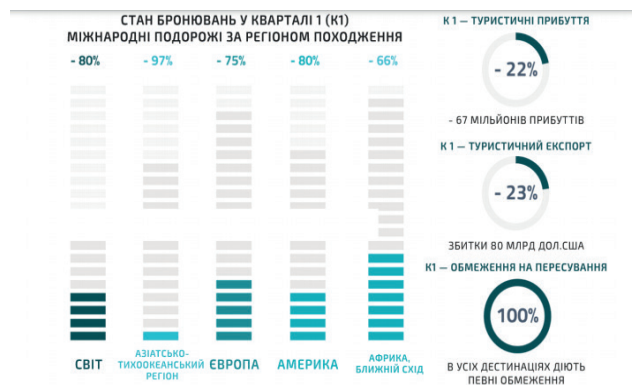 СТАН БРОНЮВАНЬ У КВАРТАЛІ 1 (К1)
МІЖНАРОДНІ ПОДОРОЖІ ЗА РЕГІОНОМ ПОХОДЖЕННЯ
- 80%
- 97%
- 75%
- 80%
- 66%
СВІТ
АЗІАТСЬКО-
ТИХООКЕАНСЬКИЙ
РЕГІОН
ЄВРОПА
АМЕРИКА
АФРИКА,
БЛИЖНІЙ СХІД
К 1 — ТУРИСТИЧНІ ПРИБУТТЯ
- 22%
- 67 МІЛЬЙОНІВ ПРИБУТТІВ
К 1 — ТУРИСТИЧНИЙ ЕКСПОРТ
- 23%
ЗБИТКИ 80 МЛРД ДОЛ.США
К1 — ОБМЕЖЕННЯ НА ПЕРЕСУВАННЯ
100%
В УСІХ ДЕСТИНАЦІЯХ ДІЮТЬ
ПЕВНІ ОБМЕЖЕННЯ